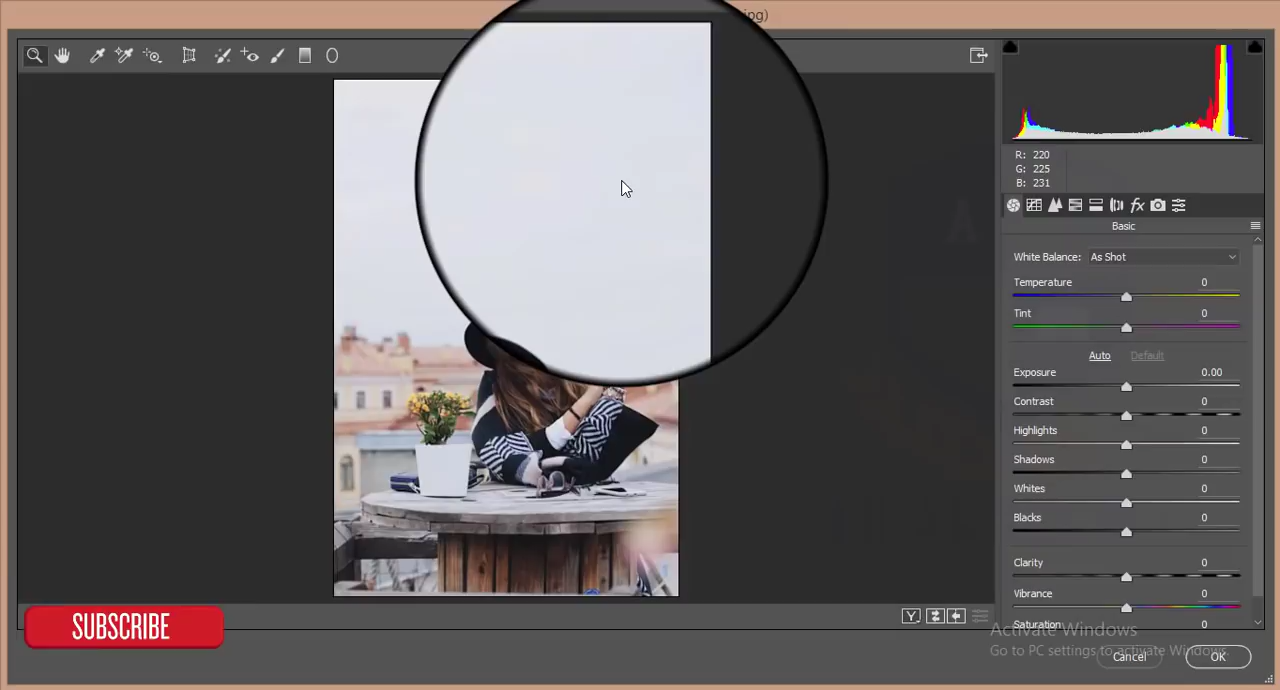 pg)
R: 220
G: 225
B: 231
fx
Basic
White Balance: As Shot
Temperature 0
Tint 0
Auto Default
Exposure 0.00
Contrast 0
Highlights 0
Shadows 0
Whites 0
Blacks 0
Clarity 0
Vibrance 0
Saturation 0
Y
SUBSCRIBE
Activate Windows
Go to PC settings to activate Windows.
Cancel OK